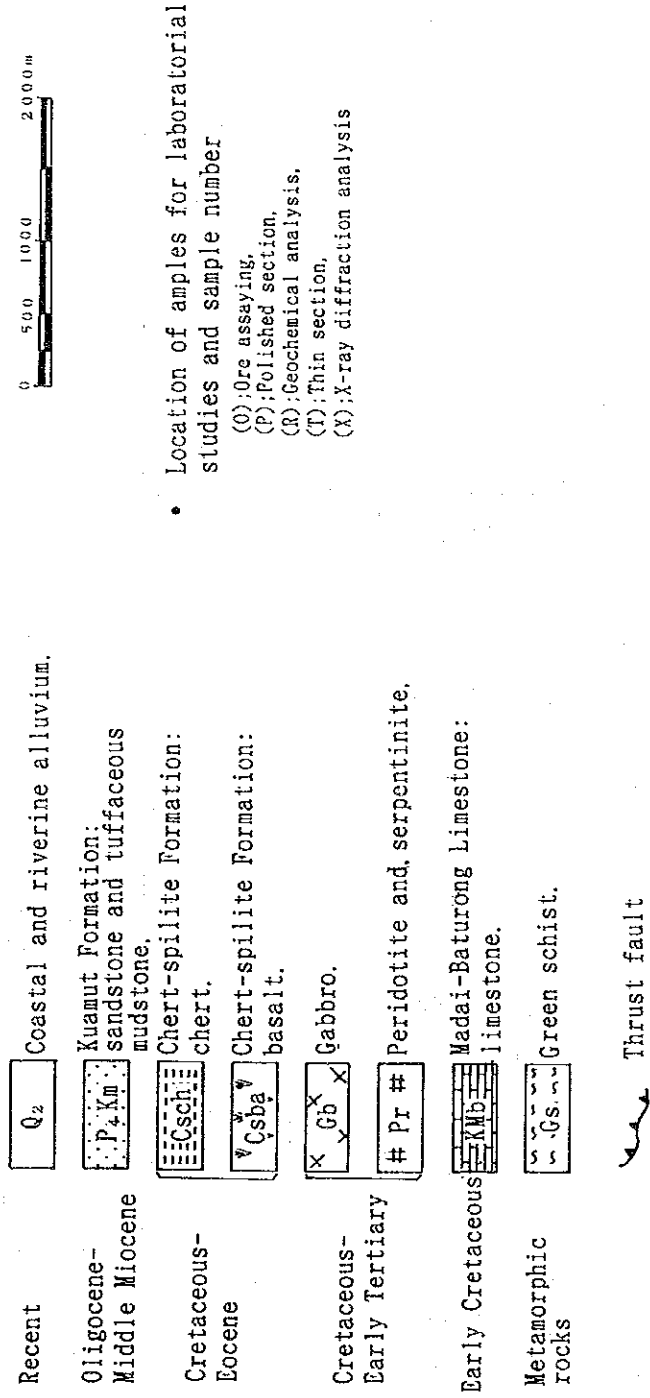 Recent
Q2
Coastal and riverine alluvium.
Oligocene-
Middle Miocene
P4Km
Kuamut Formation:
sandstone and tuffaceous
mudstone.
Cretaceous-
Eocene
Csch
Chert-spilite Formation:
chert.
Csba
Chert-spilite Formation:
basalt.
Cretaceous-
Early Tertiary
Gb
Gabbro.
# Pr #
Peridotite and, serpentinite.
Early Cretaceous
KMb
Madai-Baturong Limestone:
limestone.
Metamorphic
rocks
Gs
Green schist.
Thrust fault
0 500 1000 2000m
• Location of amples for laboratorial
studies and sample number
(O);Ore assaying,
(P);Polished section,
(R);Geochemical analysis,
(T);Thin section,
(X);X-ray diffraction analysis